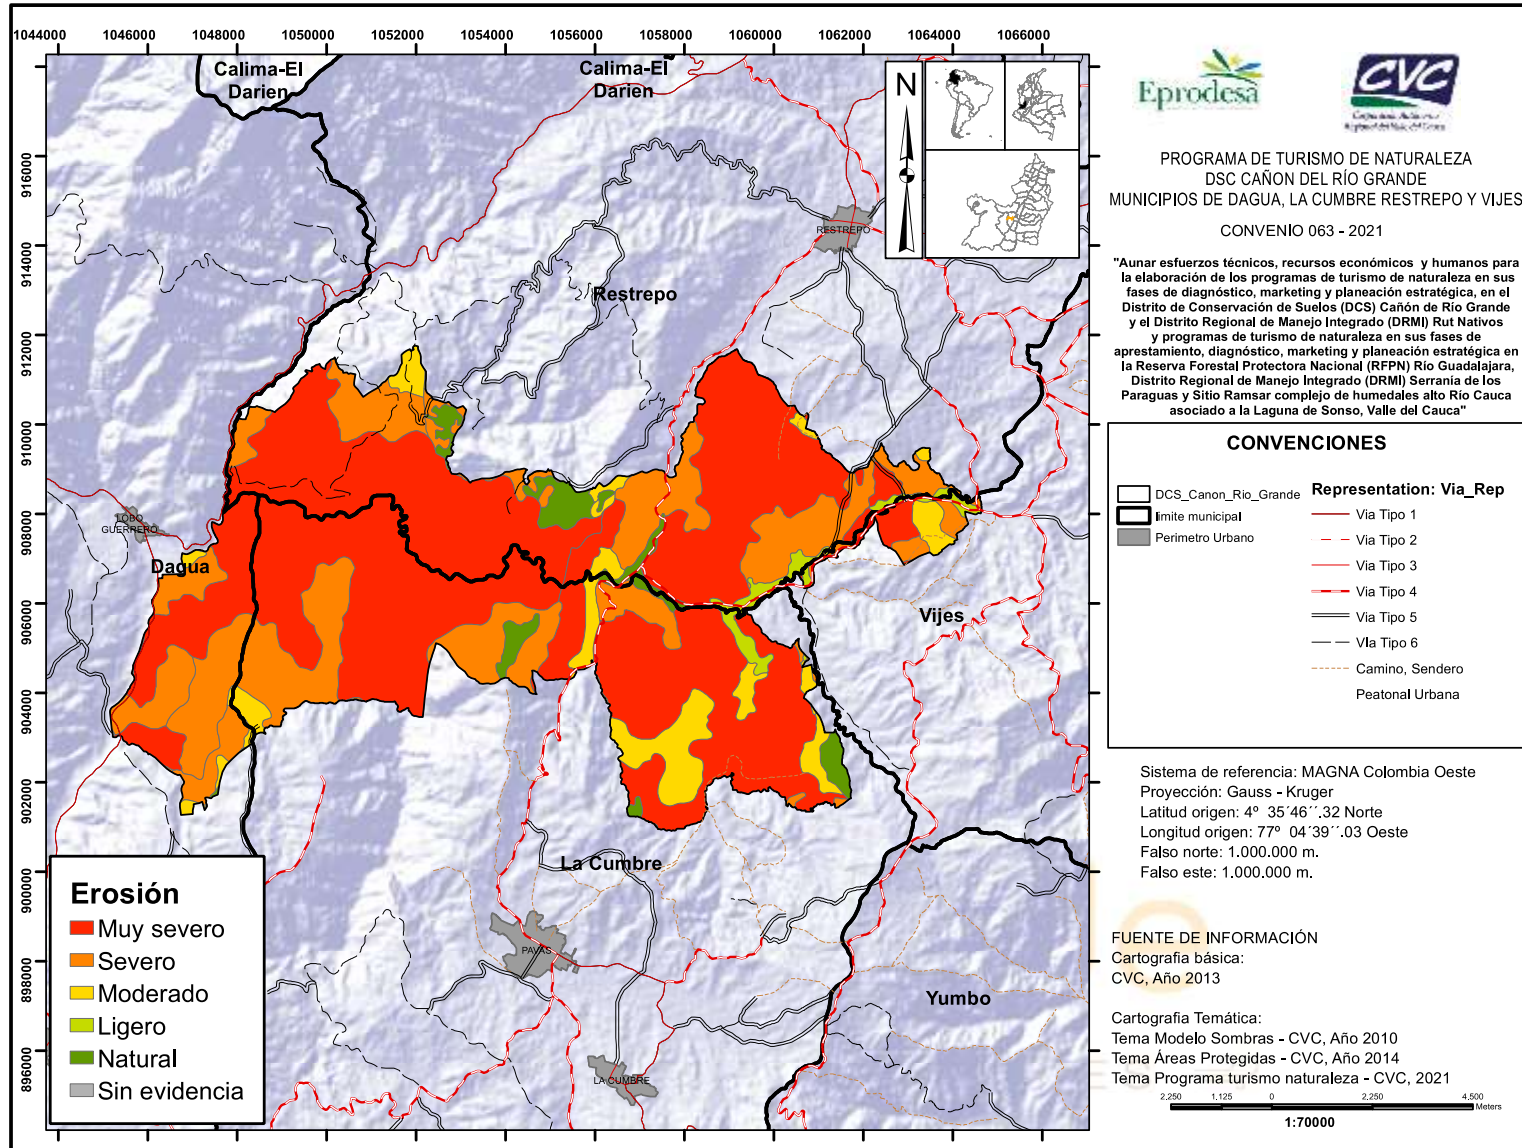 1044000 1046000 1048000 1050000 1052000 1054000 1056000 1058000 1060000 1062000 1064000 1066000
916000
914000
912000
910000
908000
906000
904000
902000
900000
898000
896000
Calima-El
Darien
Calima-El
Darien
N
RESTREPO
Restrepo
LOBO
GUERRERO
Dagua
Vijes
La Cumbre
PAVAS
Yumbo
LA CUMBRE
Erosión
Muy severo
Severo
Moderado
Ligero
Natural
Sin evidencia
Eprodesa
CVC
PROGRAMA DE TURISMO DE NATURALEZA
DSC CAÑON DEL RÍO GRANDE
MUNICIPIOS DE DAGUA, LA CUMBRE RESTREPO Y VIJES
CONVENIO 063 - 2021
"Aunar esfuerzos técnicos, recursos económicos y humanos para
la elaboración de los programas de turismo de naturaleza en sus
fases de diagnóstico, marketing y planeación estratégica, en el
Distrito de Conservación de Suelos (DCS) Cañón de Río Grande
y el Distrito Regional de Manejo Integrado (DRMI) Rut Nativos
y programas de turismo de naturaleza en sus fases de
aprestamiento, diagnóstico, marketing y planeación estratégica en
la Reserva Forestal Protectora Nacional (RFPN) Río Guadalajara,
Distrito Regional de Manejo Integrado (DRMI) Serranía de los
Paraguas y Sitio Ramsar complejo de humedales alto Río Cauca
asociado a la Laguna de Sonso, Valle del Cauca"
CONVENCIONES
DCS_Canon_Rio_Grande
limite municipal
Perimetro Urbano
Representation: Via_Rep
Via Tipo 1
Via Tipo 2
Via Tipo 3
Via Tipo 4
Via Tipo 5
VIa Tipo 6
Camino, Sendero
Peatonal Urbana
Sistema de referencia: MAGNA Colombia Oeste
Proyección: Gauss - Kruger
Latitud origen: 4º 35´46´´.32 Norte
Longitud origen: 77º 04´39´´.03 Oeste
Falso norte: 1.000.000 m.
Falso este: 1.000.000 m.
FUENTE DE INFORMACIÓN
Cartografia básica:
CVC, Año 2013
Cartografia Temática:
Tema Modelo Sombras - CVC, Año 2010
Tema Áreas Protegidas - CVC, Año 2014
Tema Programa turismo naturaleza - CVC, 2021
2.250 1.125 0 2.250 4.500
Meters
1:70000